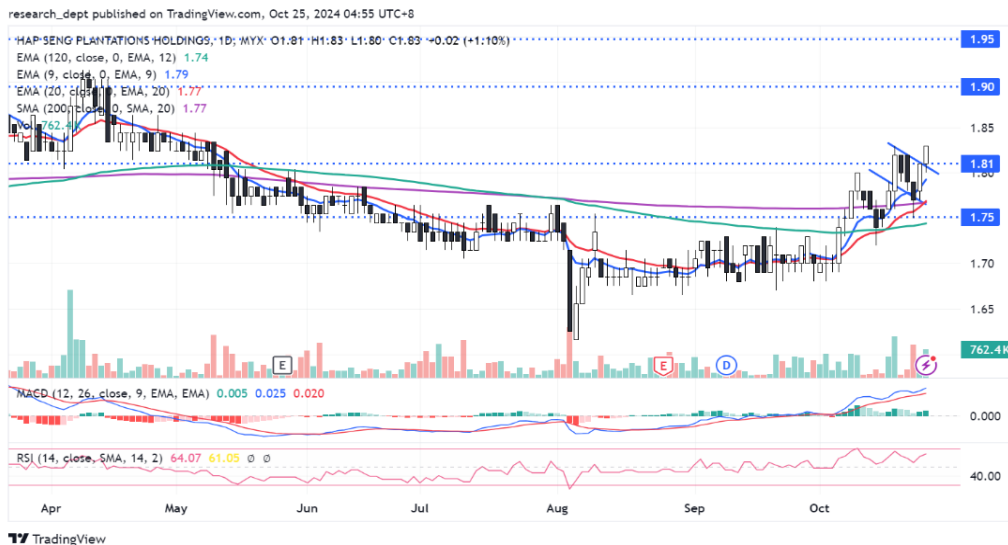 research_dept published on TradingView.com, Oct 25, 2024 04:55 UTC+8
HAP SENG PLANTATIONS HOLDINGS, 1D, MYX O1.81 H1.83 L1.80 C1.83 +0.02 (+1.10%)
EMA (120, close, 0, EMA, 12) 1.74
EMA (9, close, 0, EMA, 9) 1.79
EMA (20, close, 0, EMA, 20) 1.77
SMA (200, close, 0, SMA, 20) 1.77
1.95
1.90
1.85
1.81
1.80
1.75
1.70
1.65
762.4K
E
E
D
MACD (12, 26, close, 9, EMA, EMA) 0.005 0.025 0.020
0.000
RSI (14, close, SMA, 14, 2) 64.07 61.05 ∅ ∅
40.00
Apr May Jun Jul Aug Sep Oct
TradingView